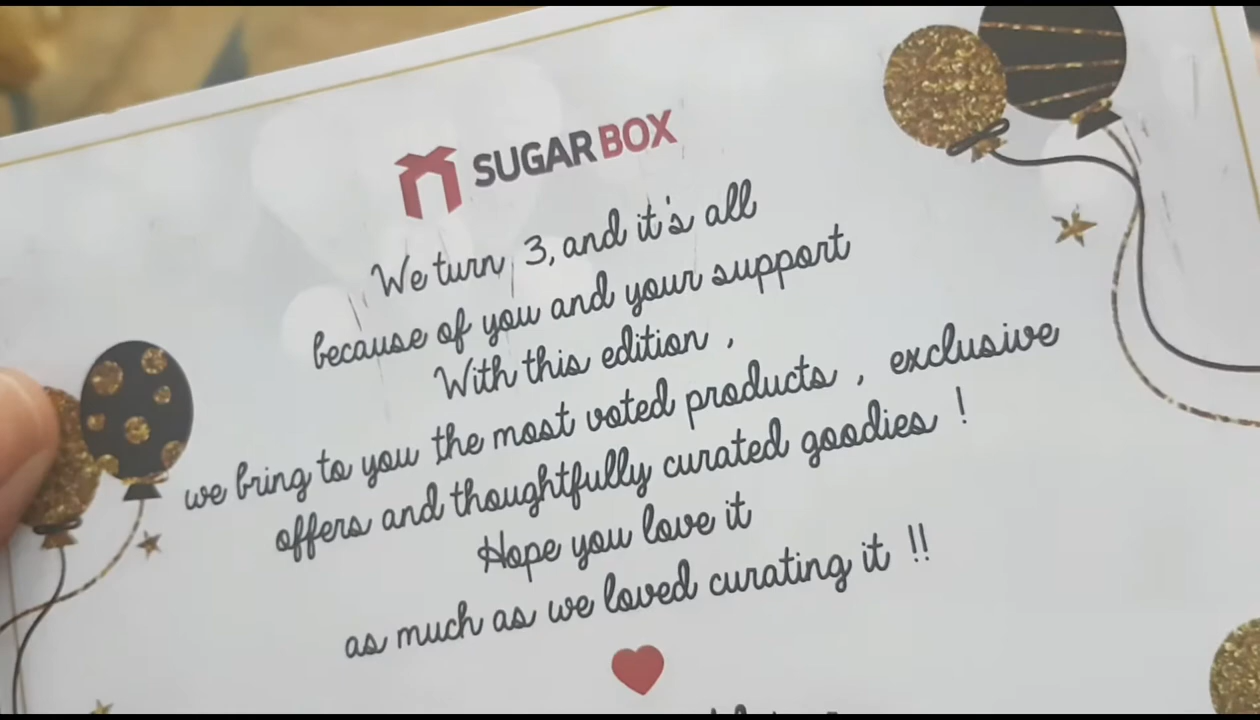 SUGARBOX
We turn 3, and it's all
because of you and your support
With this edition ,
we bring to you the most voted products , exclusive
offers and thoughtfully curated goodies !
Hope you love it
as much as we loved curating it !!